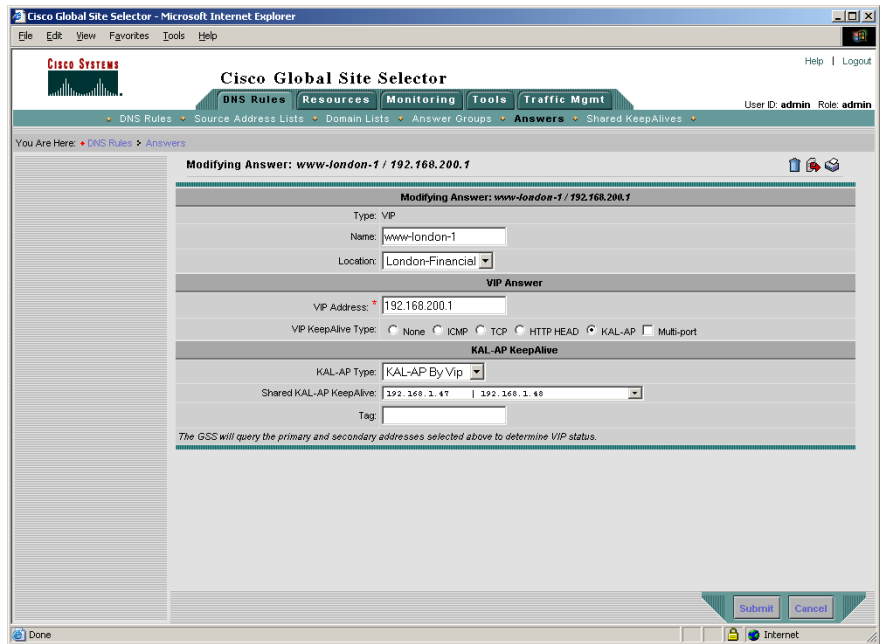 Cisco Global Site Selector - Microsoft Internet Explorer
File Edit View Favorites Tools Help
CISCO SYSTEMS
Help | Logout
Cisco Global Site Selector
DNS Rules Resources Monitoring Tools Traffic Mgmt
User ID: admin Role: admin
DNS Rules Source Address Lists Domain Lists Answer Groups Answers Shared KeepAlives
You Are Here: DNS Rules Answers
Modifying Answer: www-london-1 / 192.168.200.1
Modifying Answer: www-london-1 / 192.168.200.1
Type: VIP
Name: www-london-1
Location: London-Financial
VIP Answer
VIP Address: * 192.168.200.1
VIP KeepAlive Type: None ICMP TCP HTTP HEAD KAL-AP Multi-port
KAL-AP KeepAlive
KAL-AP Type: KAL-AP By Vip
Shared KAL-AP KeepAlive: 192.168.1.47 | 192.168.1.48
Tag:
The GSS will query the primary and secondary addresses selected above to determine VIP status.
Submit Cancel
Done Internet